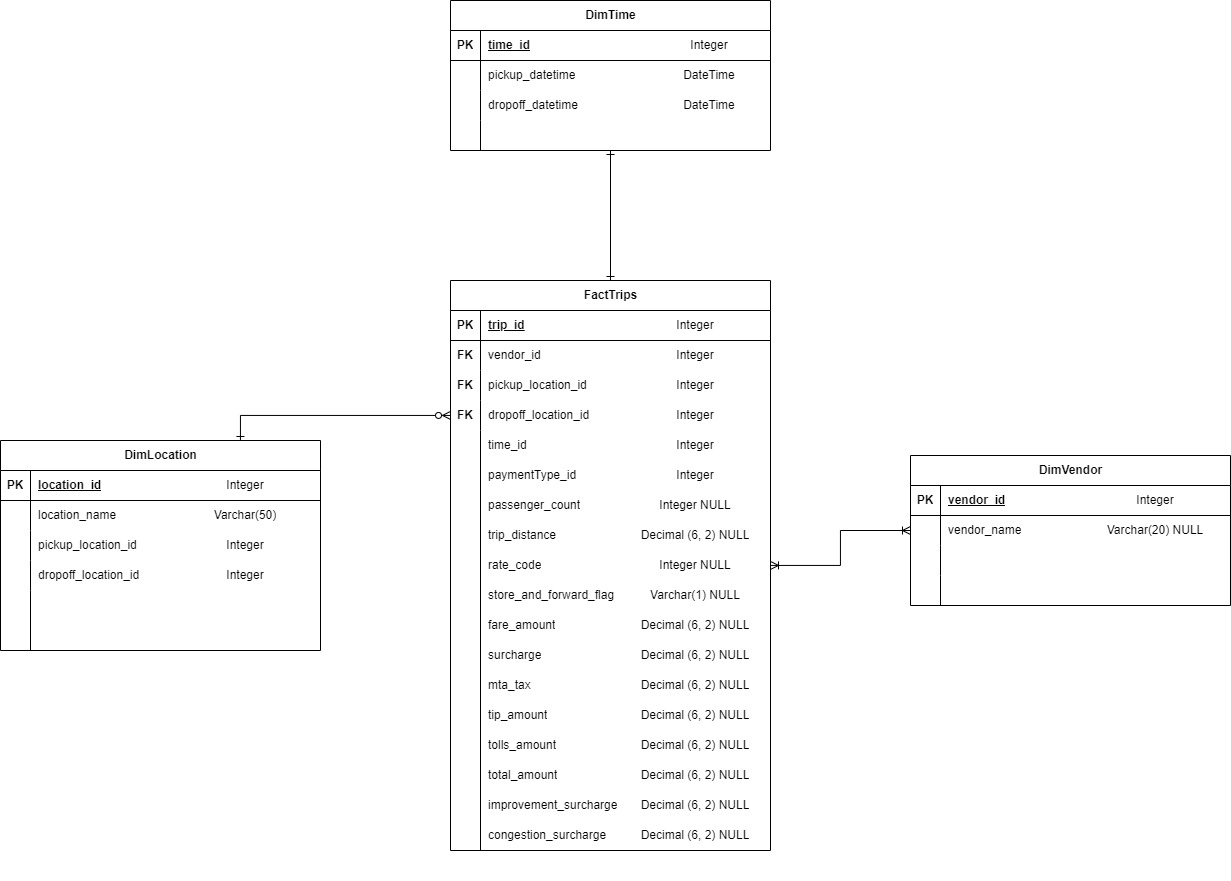 DimTime
PK time_id Integer
pickup_datetime DateTime
dropoff_datetime DateTime
FactTrips
PK trip_id Integer
FK vendor_id Integer
FK pickup_location_id Integer
FK dropoff_location_id Integer
time_id Integer
paymentType_id Integer
passenger_count Integer NULL
trip_distance Decimal (6, 2) NULL
rate_code Integer NULL
store_and_forward_flag Varchar(1) NULL
fare_amount Decimal (6, 2) NULL
surcharge Decimal (6, 2) NULL
mta_tax Decimal (6, 2) NULL
tip_amount Decimal (6, 2) NULL
tolls_amount Decimal (6, 2) NULL
total_amount Decimal (6, 2) NULL
improvement_surcharge Decimal (6, 2) NULL
congestion_surcharge Decimal (6, 2) NULL
DimLocation
PK location_id Integer
location_name Varchar(50)
pickup_location_id Integer
dropoff_location_id Integer
DimVendor
PK vendor_id Integer
vendor_name Varchar(20) NULL